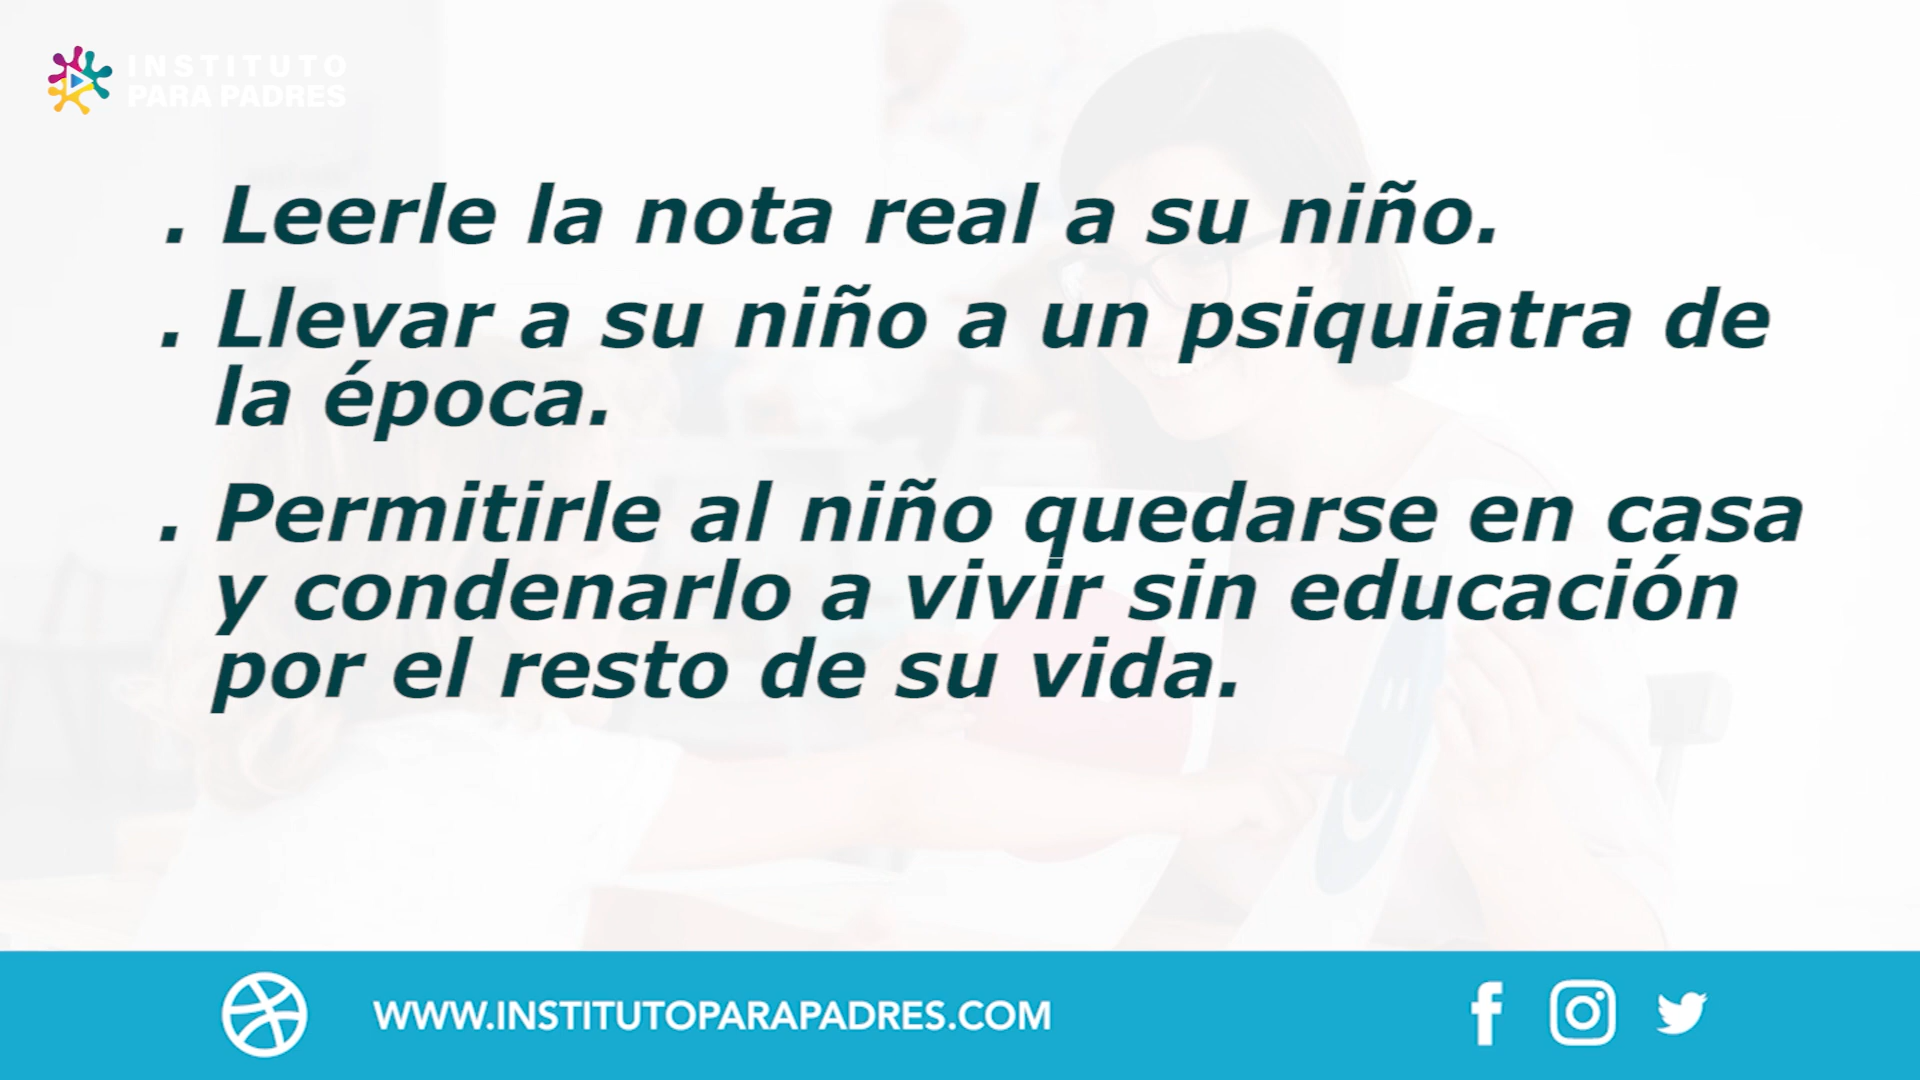 INSTITUTO
PARA PADRES
. Leerle la nota real a su niño.
. Llevar a su niño a un psiquiatra de
la época.
. Permitirle al niño quedarse en casa
y condenarlo a vivir sin educación
por el resto de su vida.
WWW.INSTITUTOPARAPADRES.COM